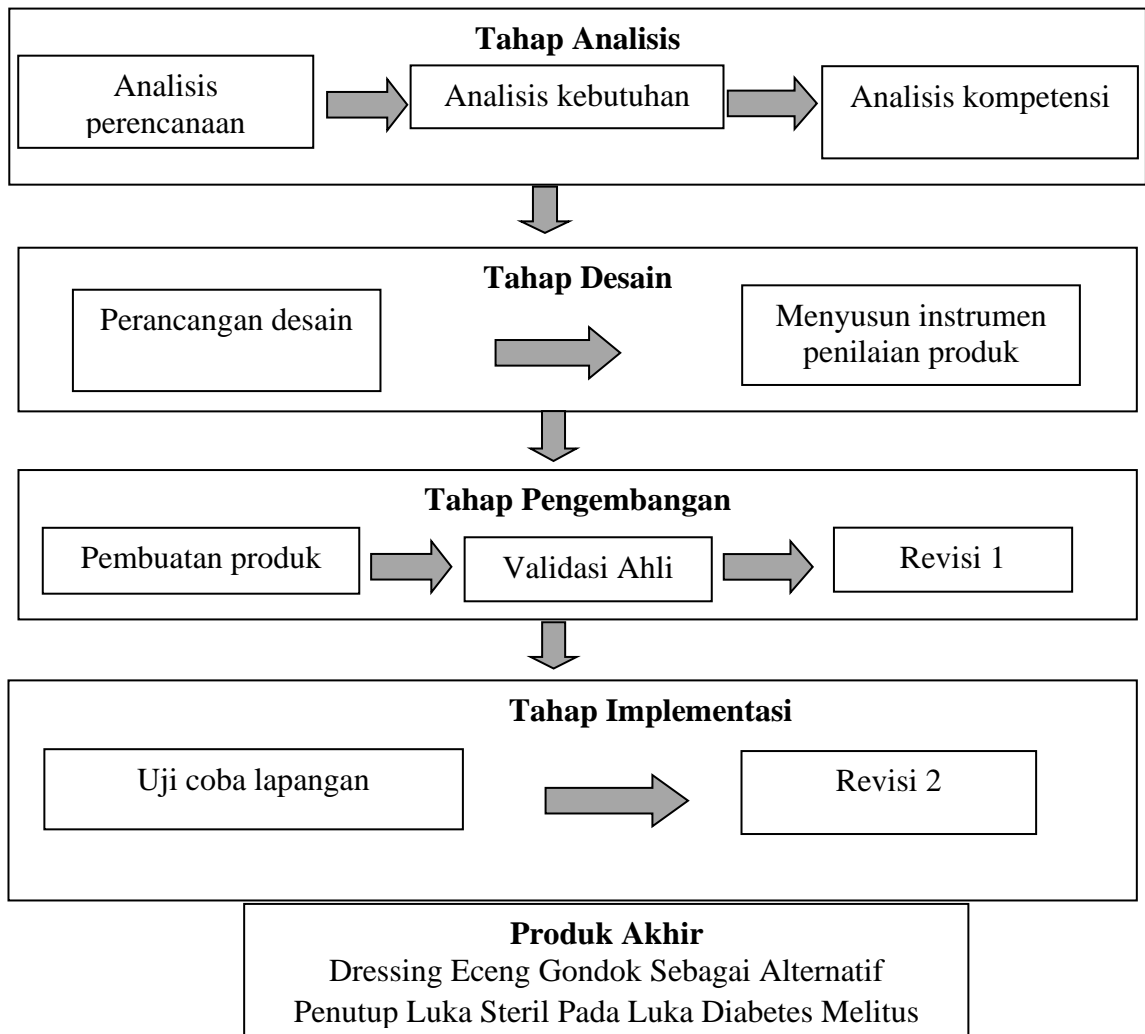 Tahap Analisis
Analisis
perencanaan
Analisis kebutuhan
Analisis kompetensi
Tahap Desain
Perancangan desain
Menyusun instrumen
penilaian produk
Tahap Pengembangan
Pembuatan produk
Validasi Ahli
Revisi 1
Tahap Implementasi
Uji coba lapangan
Revisi 2
Produk Akhir
Dressing Eceng Gondok Sebagai Alternatif
Penutup Luka Steril Pada Luka Diabetes Melitus